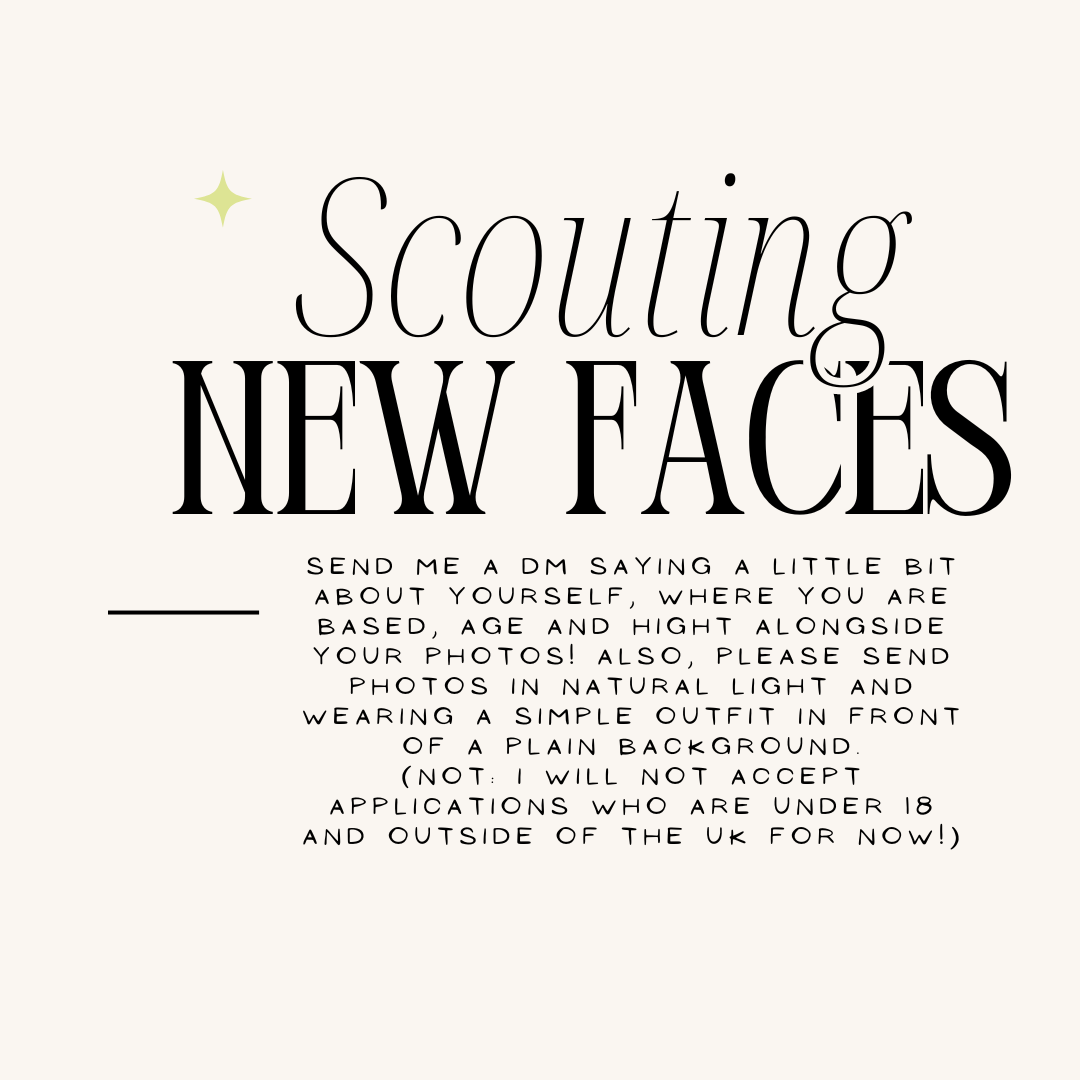 Scouting
NEW FACES
SEND ME A DM SAYING A LITTLE BIT
ABOUT YOURSELF, WHERE YOU ARE
BASED, AGE AND HIGHT ALONGSIDE
YOUR PHOTOS! ALSO, PLEASE SEND
PHOTOS IN NATURAL LIGHT AND
WEARING A SIMPLE OUTFIT IN FRONT
OF A PLAIN BACKGROUND.
(NOT: I WILL NOT ACCEPT
APPLICATIONS WHO ARE UNDER 18
AND OUTSIDE OF THE UK FOR NOW!)